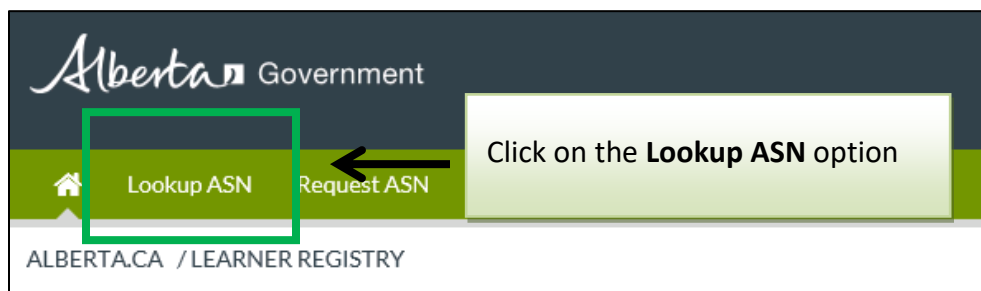 Alberta Government
Click on the Lookup ASN option
Lookup ASN Request ASN
ALBERTA.CA / LEARNER REGISTRY